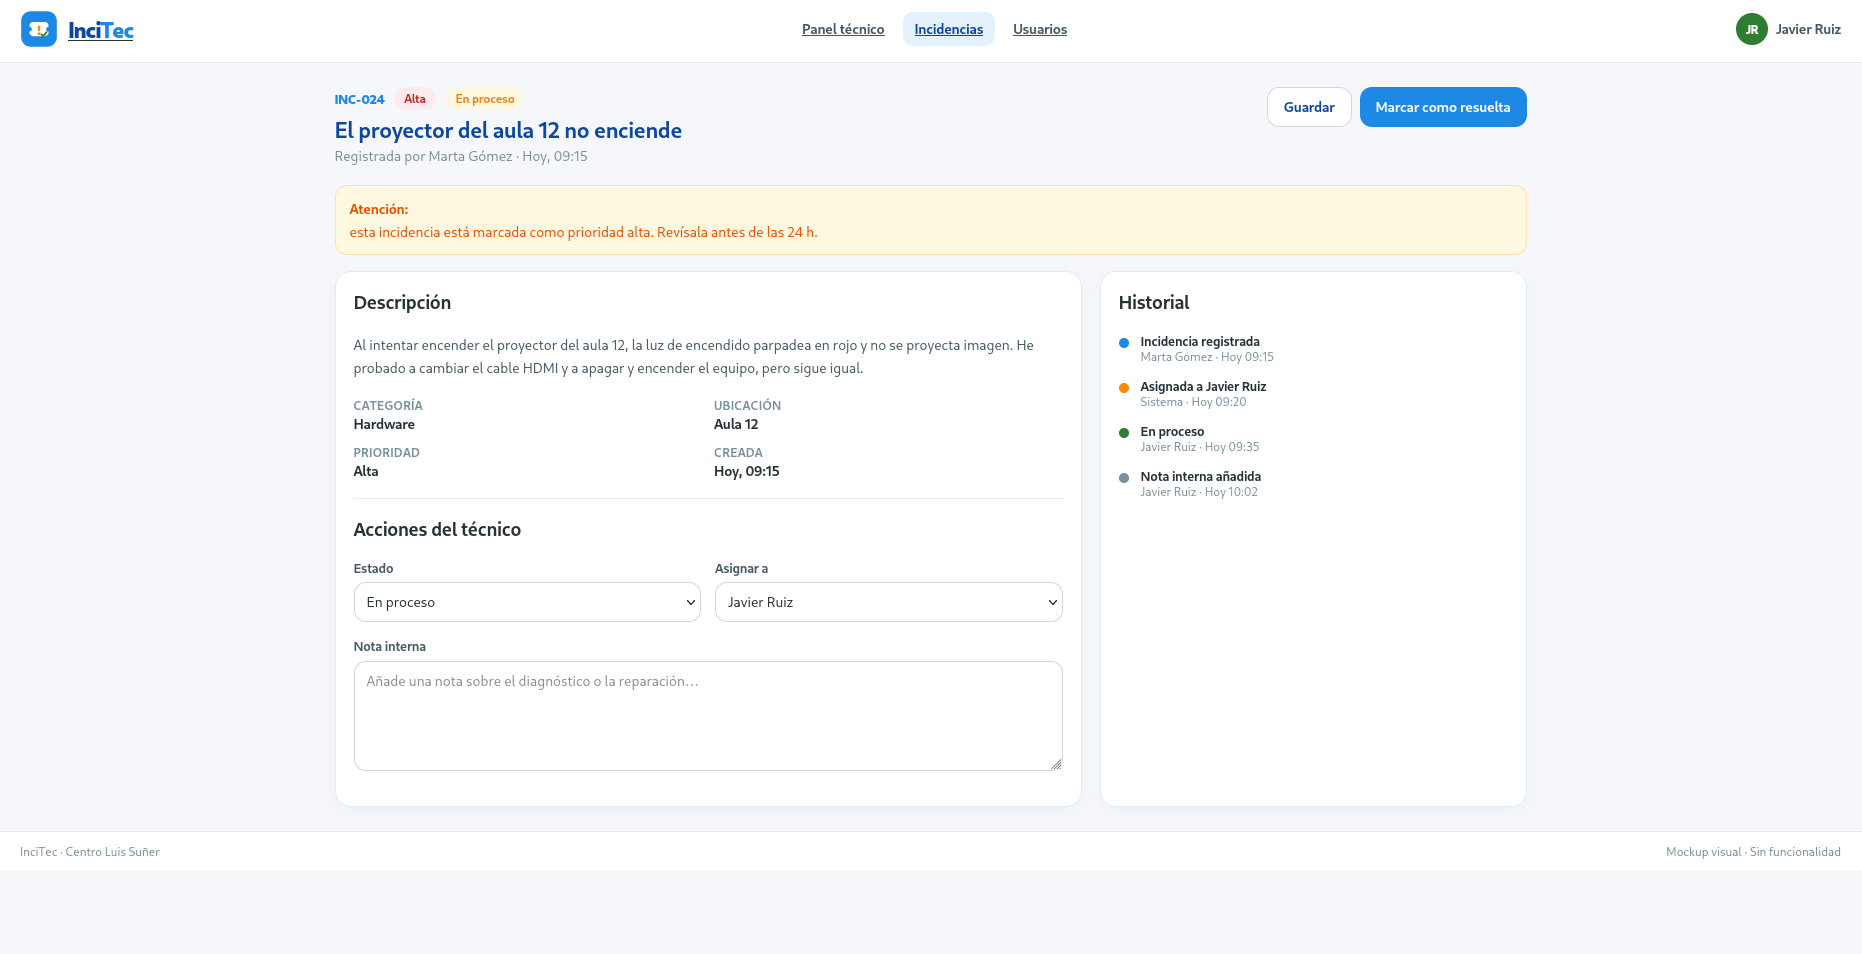 InciTec
Panel técnico Incidencias Usuarios
JR Javier Ruiz
INC-024 Alta En proceso
El proyector del aula 12 no enciende
Registrada por Marta Gómez · Hoy, 09:15
Guardar Marcar como resuelta
Atención:
esta incidencia está marcada como prioridad alta. Revísala antes de las 24 h.
Descripción
Al intentar encender el proyector del aula 12, la luz de encendido parpadea en rojo y no se proyecta imagen. He
probado a cambiar el cable HDMI y a apagar y encender el equipo, pero sigue igual.
CATEGORÍA
Hardware
UBICACIÓN
Aula 12
PRIORIDAD
Alta
CREADA
Hoy, 09:15
Acciones del técnico
Estado
En proceso
Asignar a
Javier Ruiz
Nota interna
Añade una nota sobre el diagnóstico o la reparación…
Historial
Incidencia registrada
Marta Gómez · Hoy 09:15
Asignada a Javier Ruiz
Sistema · Hoy 09:20
En proceso
Javier Ruiz · Hoy 09:35
Nota interna añadida
Javier Ruiz · Hoy 10:02
InciTec · Centro Luis Suñer
Mockup visual · Sin funcionalidad